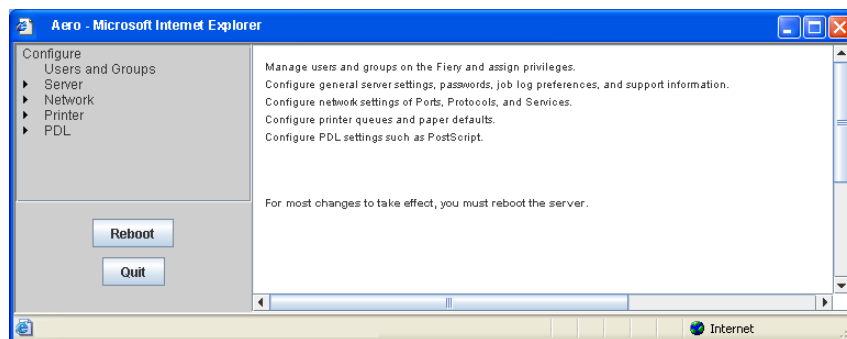 Aero - Microsoft Internet Explorer
Configure
Users and Groups
Server
Network
Printer
PDL
Reboot
Quit
Manage users and groups on the Fiery and assign privileges.
Configure general server settings, passwords, job log preferences, and support information.
Configure network settings of Ports, Protocols, and Services.
Configure printer queues and paper defaults.
Configure PDL settings such as PostScript.
For most changes to take effect, you must reboot the server.
Internet